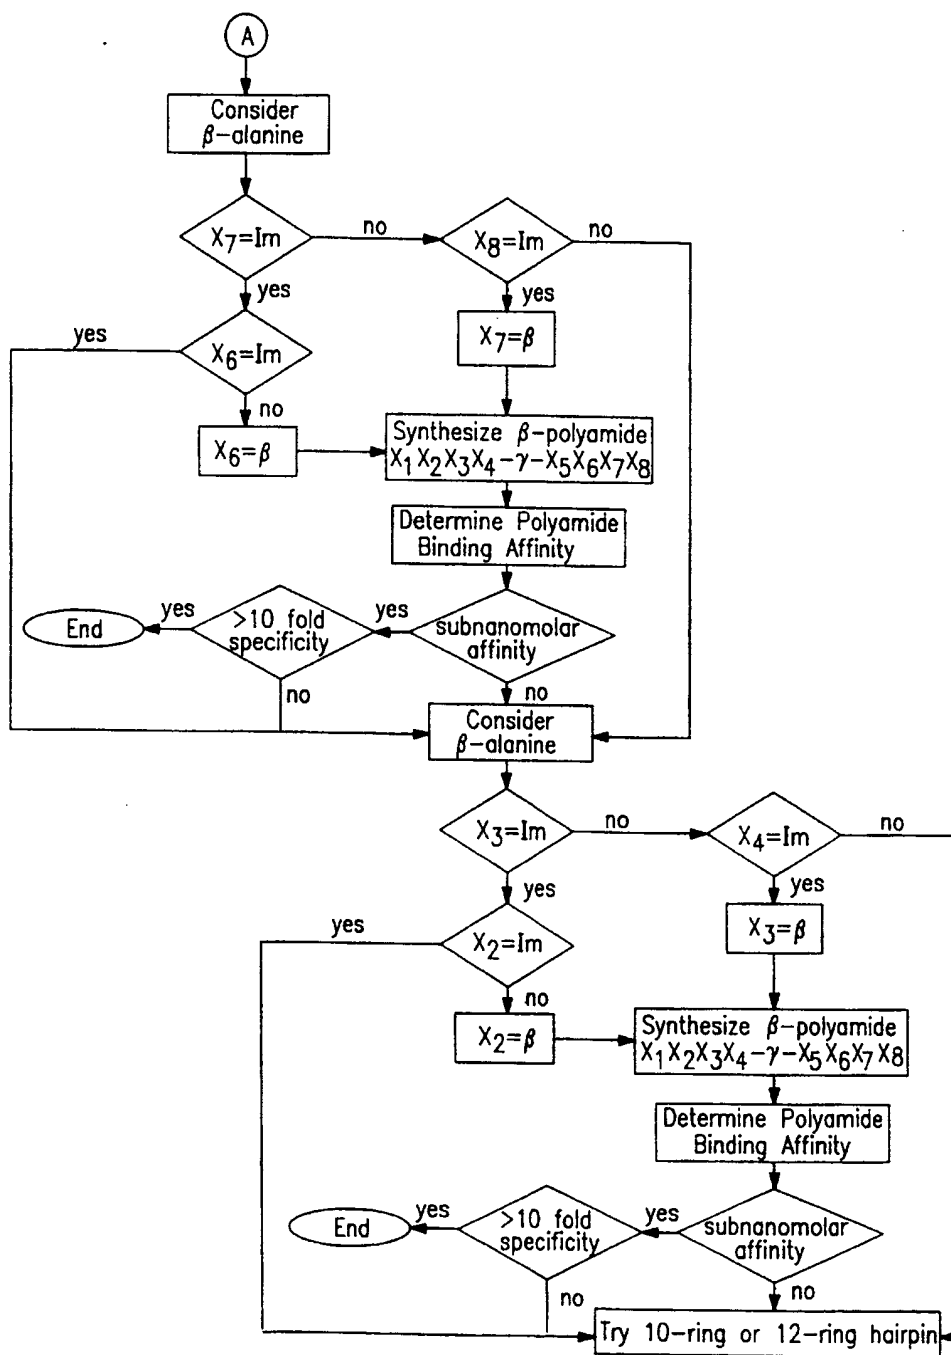 A
Consider
β-alanine
X₇=Im
no
X₈=Im
no
yes
yes
yes
X₆=Im
X₇=β
no
X₆=β
Synthesize β-polyamide
X₁X₂X₃X₄-γ-X₅X₆X₇X₈
Determine Polyamide
Binding Affinity
End
yes
>10 fold
specificity
yes
subnanomolar
affinity
no
no
Consider
β-alanine
X₃=Im
no
X₄=Im
no
yes
yes
yes
X₂=Im
X₃=β
no
X₂=β
Synthesize β-polyamide
X₁X₂X₃X₄-γ-X₅X₆X₇X₈
Determine Polyamide
Binding Affinity
End
yes
>10 fold
specificity
yes
subnanomolar
affinity
no
no
Try 10-ring or 12-ring hairpin